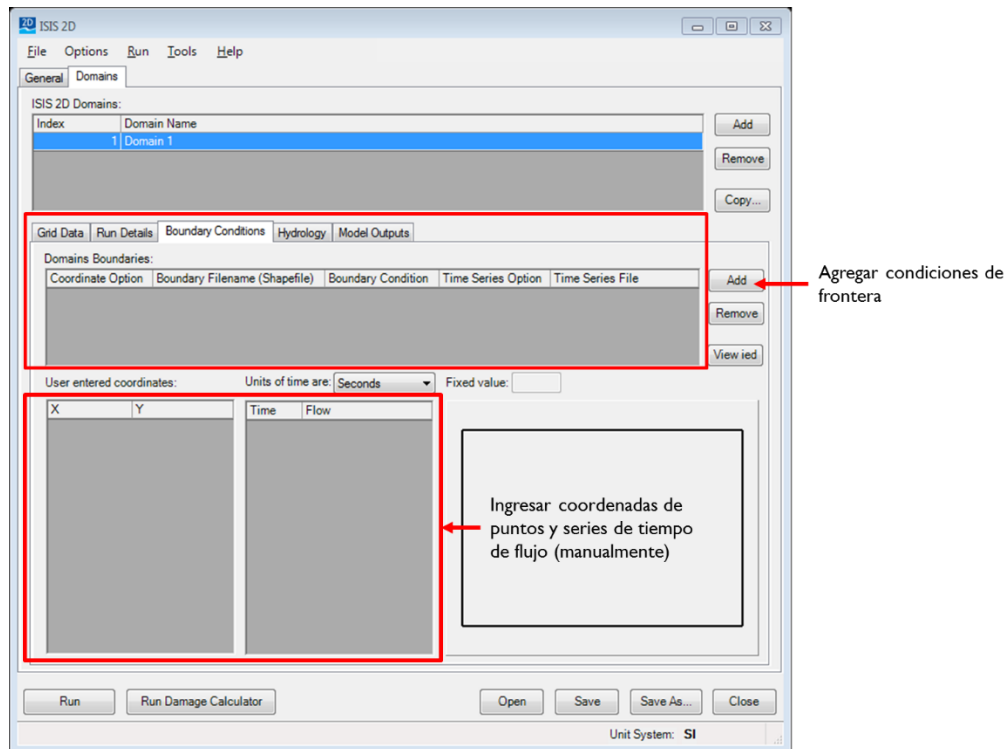 2D ISIS 2D
File Options Run Tools Help
General Domains
ISIS 2D Domains:
Index Domain Name
1 Domain 1
Add
Remove
Copy...
Grid Data Run Details Boundary Conditions Hydrology Model Outputs
Domains Boundaries:
Coordinate Option Boundary Filename (Shapefile) Boundary Condition Time Series Option Time Series File
Add
Remove
View ied
Agregar condiciones de
frontera
User entered coordinates: Units of time are: Seconds Fixed value:
X Y Time Flow
Ingresar coordenadas de
puntos y series de tiempo
de flujo (manualmente)
Run Run Damage Calculator Open Save Save As... Close
Unit System: SI